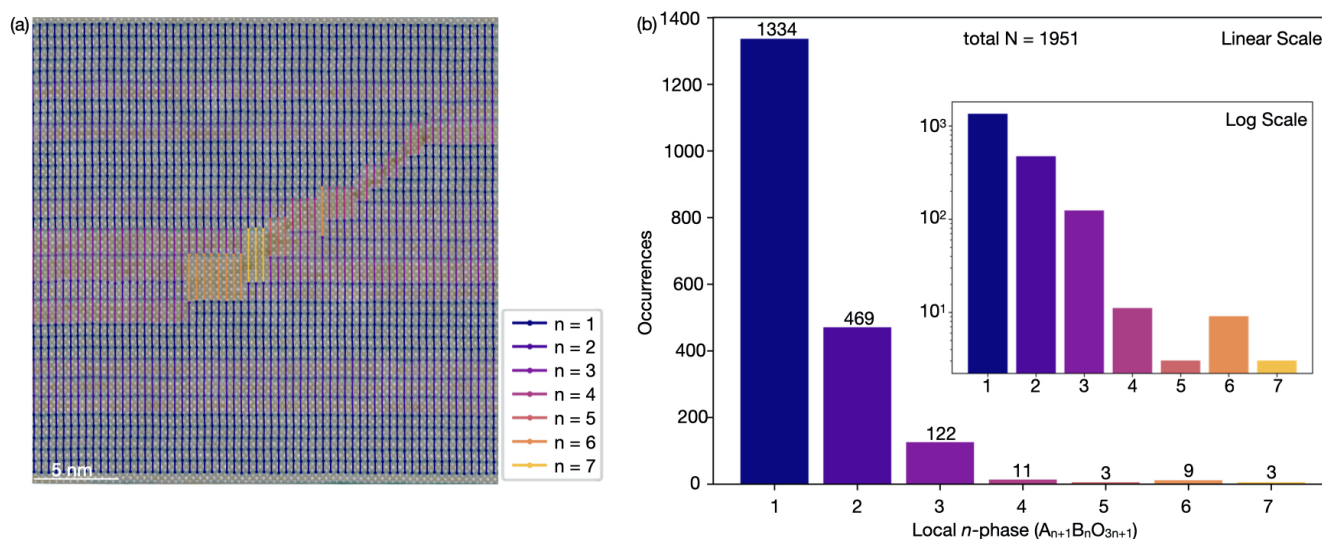 (a)
5 nm
n = 1
n = 2
n = 3
n = 4
n = 5
n = 6
n = 7
(b)
total N = 1951
Linear Scale
Occurrences
1400
1200
1000
800
600
400
200
0
1334
469
122
11
3
9
3
1 2 3 4 5 6 7
Local n-phase (Aₙ₊₁BₙO₃ₙ₊₁)
Log Scale
10³
10²
10¹
1 2 3 4 5 6 7